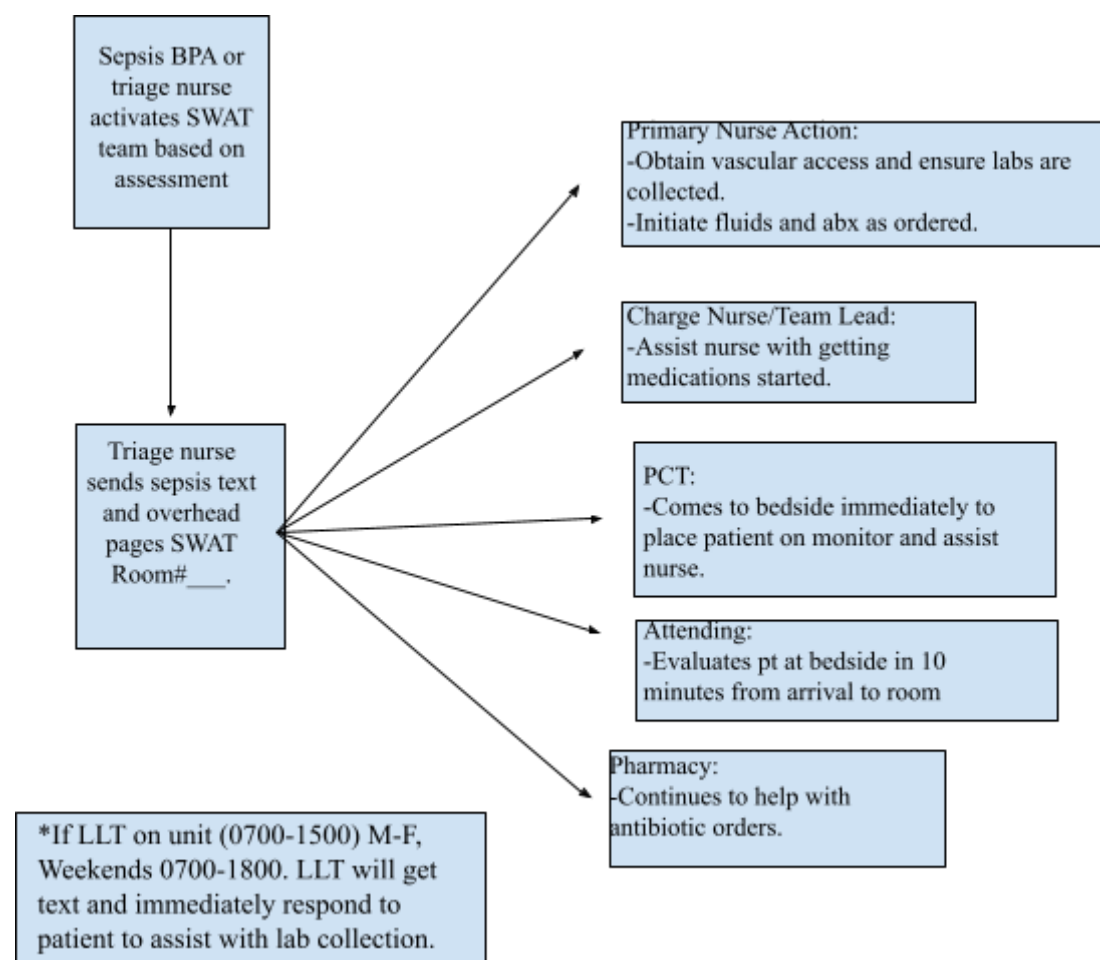 Sepsis BPA or
triage nurse
activates SWAT
team based on
assessment
Triage nurse
sends sepsis text
and overhead
pages SWAT
Room#___.
Primary Nurse Action:
-Obtain vascular access and ensure labs are
collected.
-Initiate fluids and abx as ordered.
Charge Nurse/Team Lead:
-Assist nurse with getting
medications started.
PCT:
-Comes to bedside immediately to
place patient on monitor and assist
nurse.
Attending:
-Evaluates pt at bedside in 10
minutes from arrival to room
Pharmacy:
-Continues to help with
antibiotic orders.
*If LLT on unit (0700-1500) M-F,
Weekends 0700-1800. LLT will get
text and immediately respond to
patient to assist with lab collection.